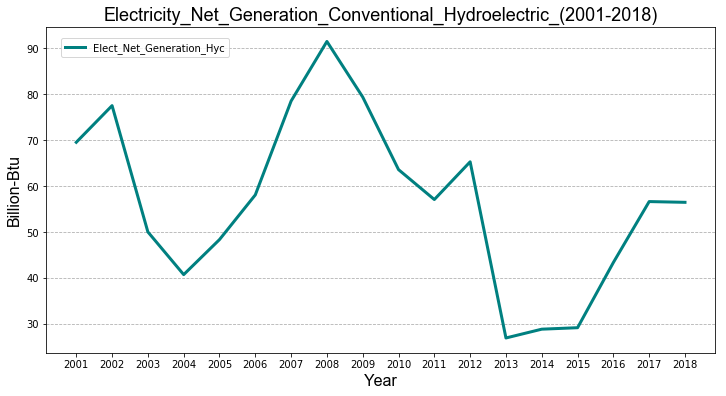 Electricity_Net_Generation_Conventional_Hydroelectric_(2001-2018)
Elect_Net_Generation_Hyc
90
80
70
60
50
40
30
Billion-Btu
2001 2002 2003 2004 2005 2006 2007 2008 2009 2010 2011 2012 2013 2014 2015 2016 2017 2018
Year